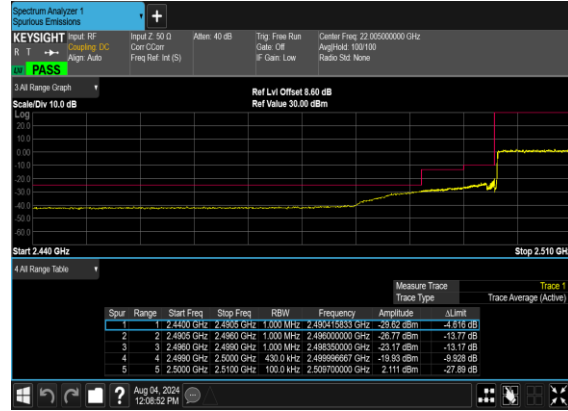 Spectrum Analyzer 1
Spurious Emissions
KEYSIGHT Input: RF Input Z: 50 Ω Atten: 40 dB Trig: Free Run Center Freq: 22.005000000 GHz
R T Coupling: DC Corr CCorr Gate: Off Avg|Hold: 100/100
Align: Auto Freq Ref: Int (S) IF Gain: Low Radio Std: None
LM PASS
3 All Range Graph
Ref Lvl Offset 8.60 dB
Scale/Div 10.0 dB Ref Value 30.00 dBm
Log
20.0
10.0
0.00
-10.0
-20.0
-30.0
-40.0
-50.0
-60.0
Start 2.440 GHz Stop 2.510 GHz
4 All Range Table
Measure Trace Trace 1
Trace Type Trace Average (Active)
Spur Range Start Freq Stop Freq RBW Frequency Amplitude ΔLimit
1 1 2.4400 GHz 2.4905 GHz 1.000 MHz 2.490415833 GHz -29.62 dBm -4.616 dB
2 2 2.4905 GHz 2.4960 GHz 1.000 MHz 2.496000000 GHz -26.77 dBm -13.77 dB
3 3 2.4960 GHz 2.4990 GHz 1.000 MHz 2.498350000 GHz -23.17 dBm -13.17 dB
4 4 2.4990 GHz 2.5000 GHz 430.0 kHz 2.499996667 GHz -19.93 dBm -9.928 dB
5 5 2.5000 GHz 2.5100 GHz 100.0 kHz 2.509700000 GHz 2.111 dBm -27.89 dB
Aug 04, 2024
12:08:52 PM